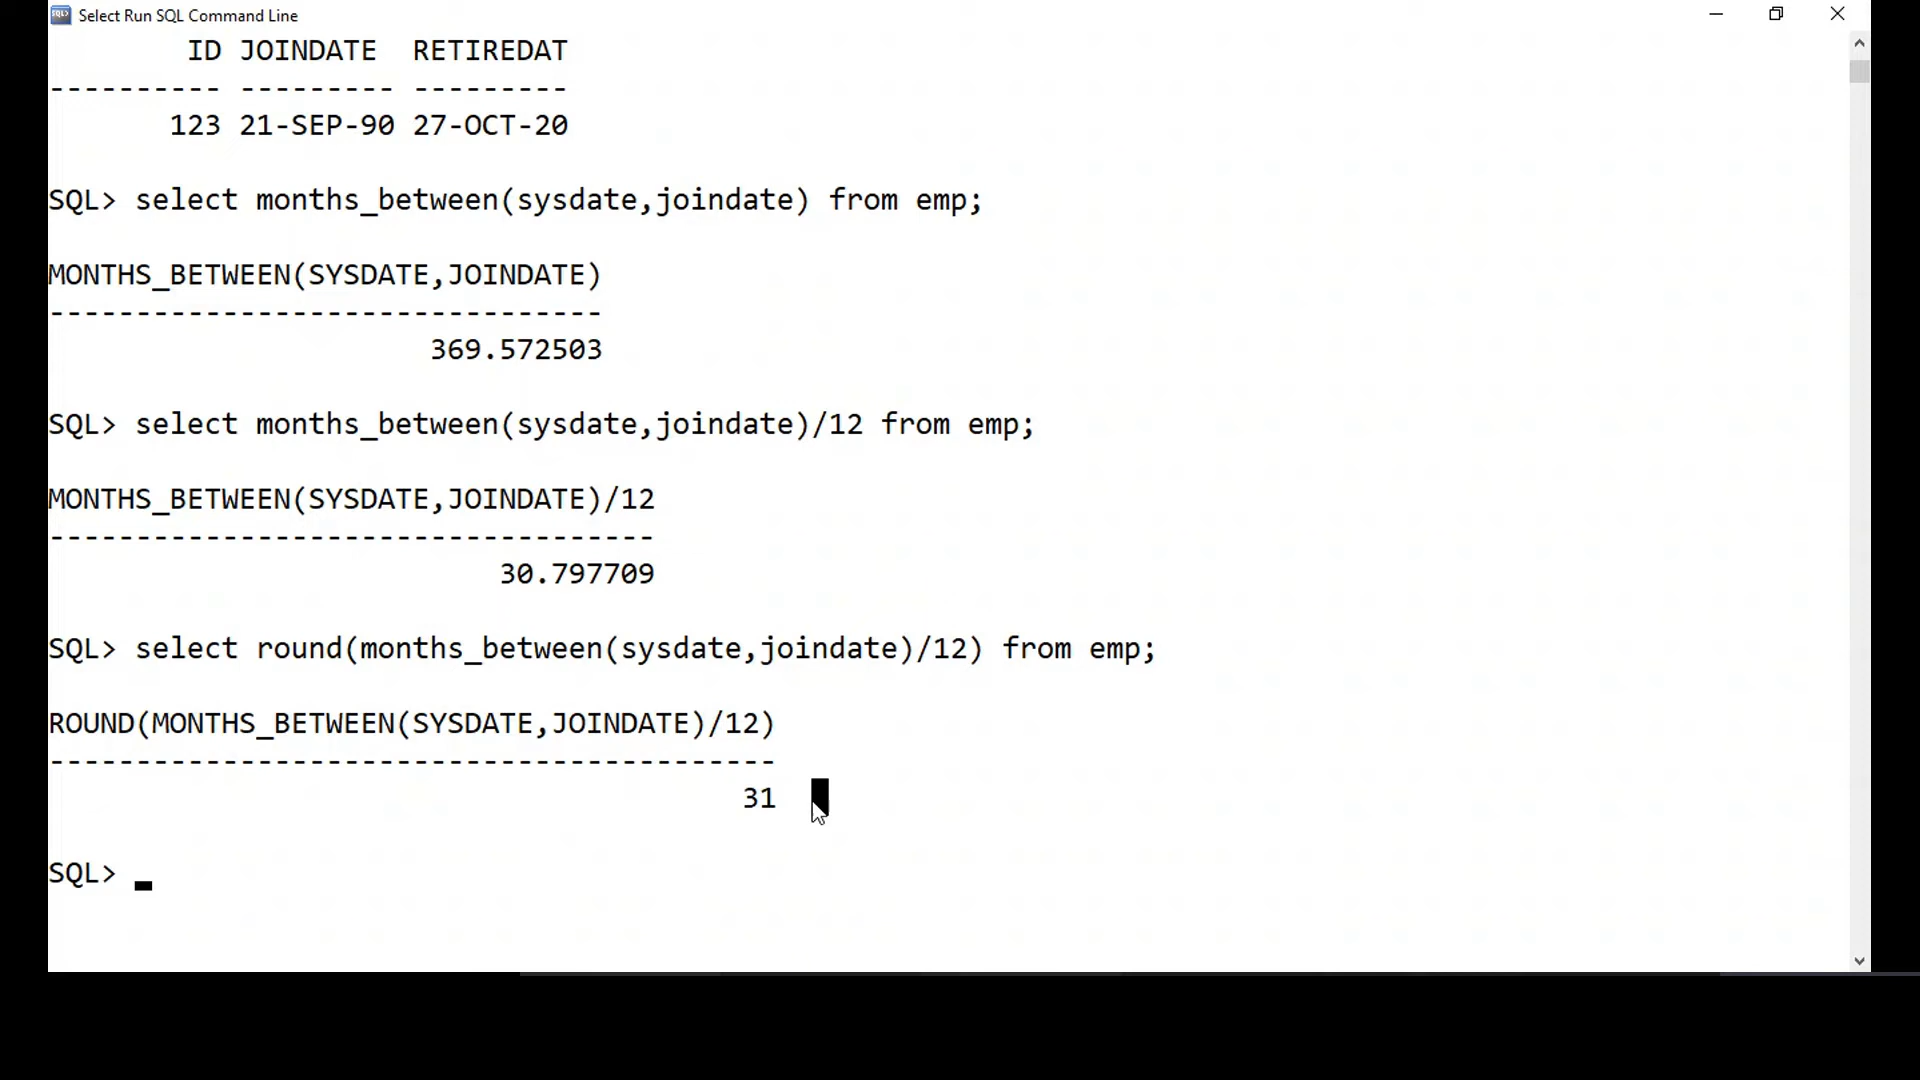 Select Run SQL Command Line
ID JOINDATE RETIREDAT
---------- --------- ---------
123 21-SEP-90 27-OCT-20
SQL> select months_between(sysdate,joindate) from emp;
MONTHS_BETWEEN(SYSDATE,JOINDATE)
--------------------------------
369.572503
SQL> select months_between(sysdate,joindate)/12 from emp;
MONTHS_BETWEEN(SYSDATE,JOINDATE)/12
-----------------------------------
30.797709
SQL> select round(months_between(sysdate,joindate)/12) from emp;
ROUND(MONTHS_BETWEEN(SYSDATE,JOINDATE)/12)
------------------------------------------
31
SQL>